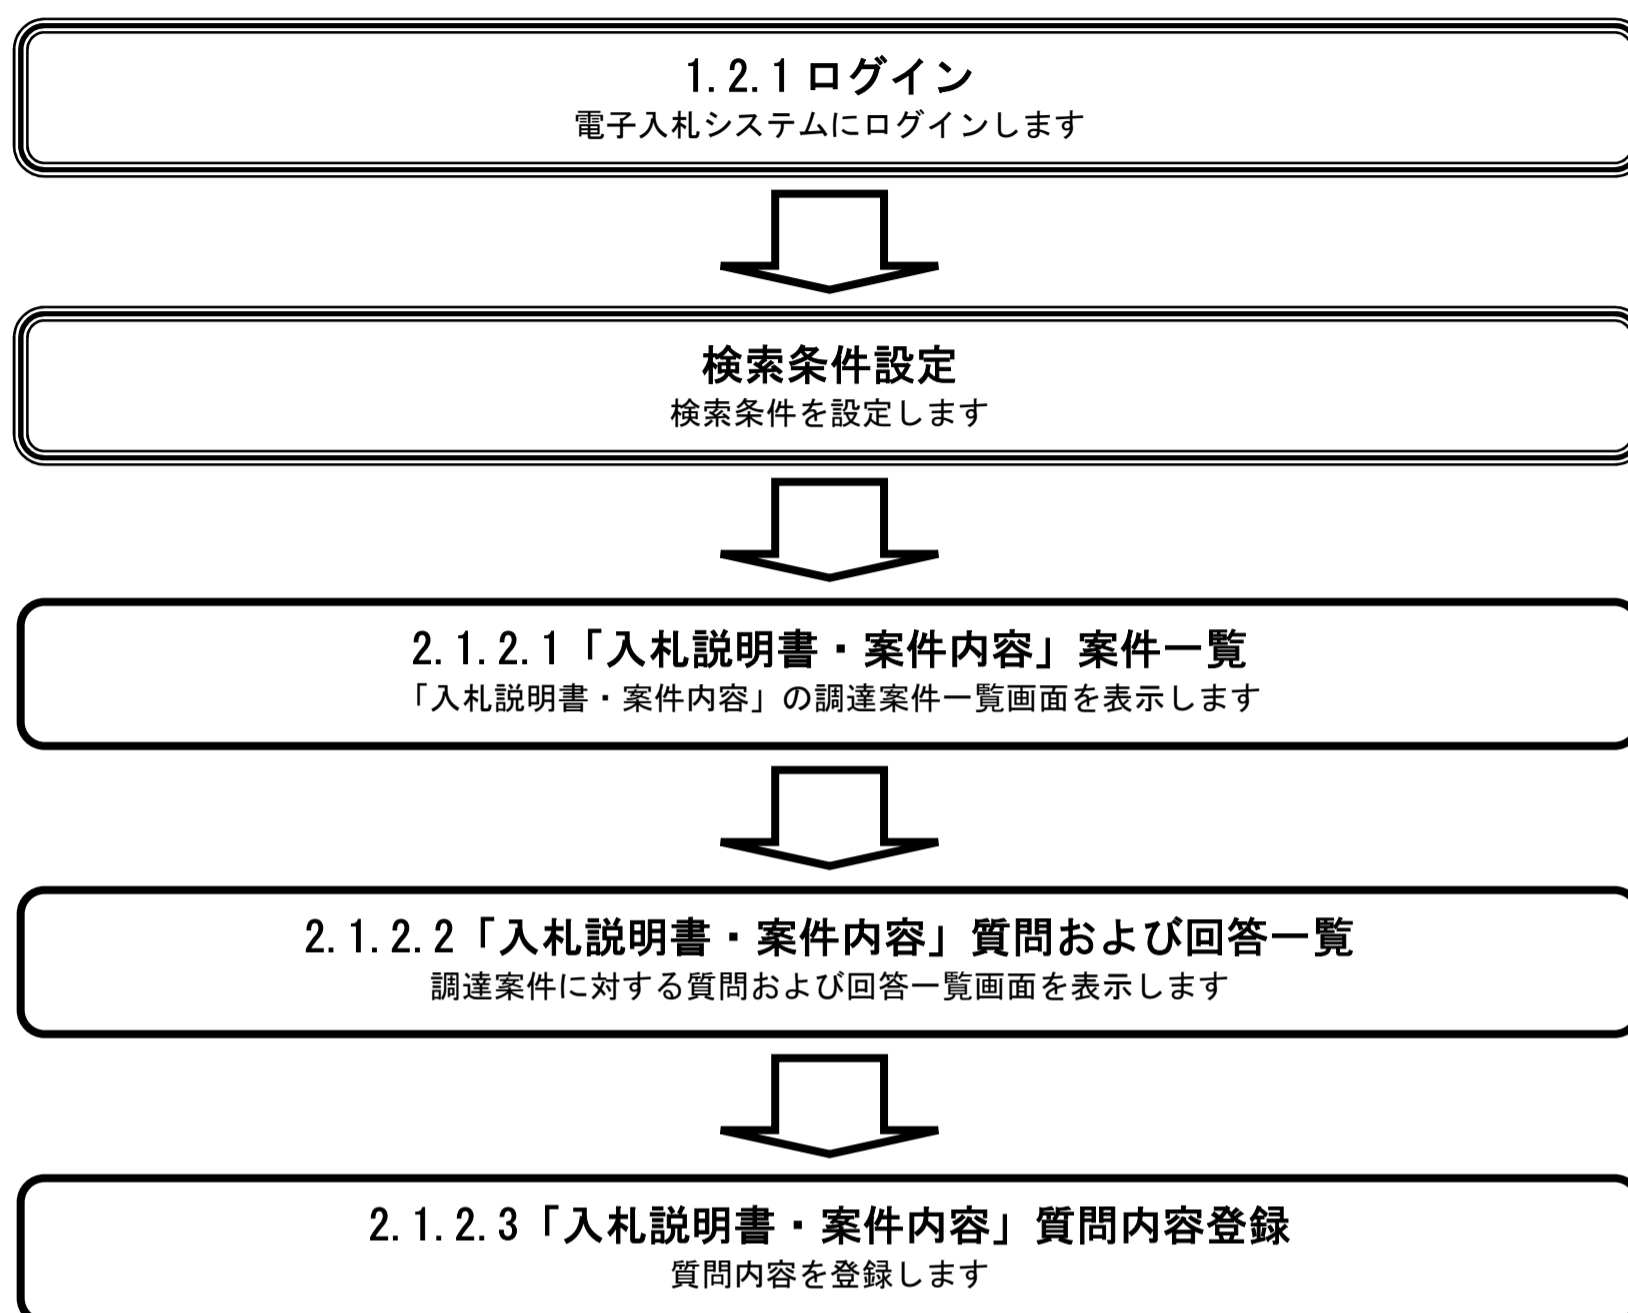 1.2.1 ログイン
電子入札システムにログインします
検索条件設定
検索条件を設定します
2.1.2.1「入札説明書・案件内容」案件一覧
「入札説明書・案件内容」の調達案件一覧画面を表示します
2.1.2.2「入札説明書・案件内容」質問および回答一覧
調達案件に対する質問および回答一覧画面を表示します
2.1.2.3「入札説明書・案件内容」質問内容登録
質問内容を登録します